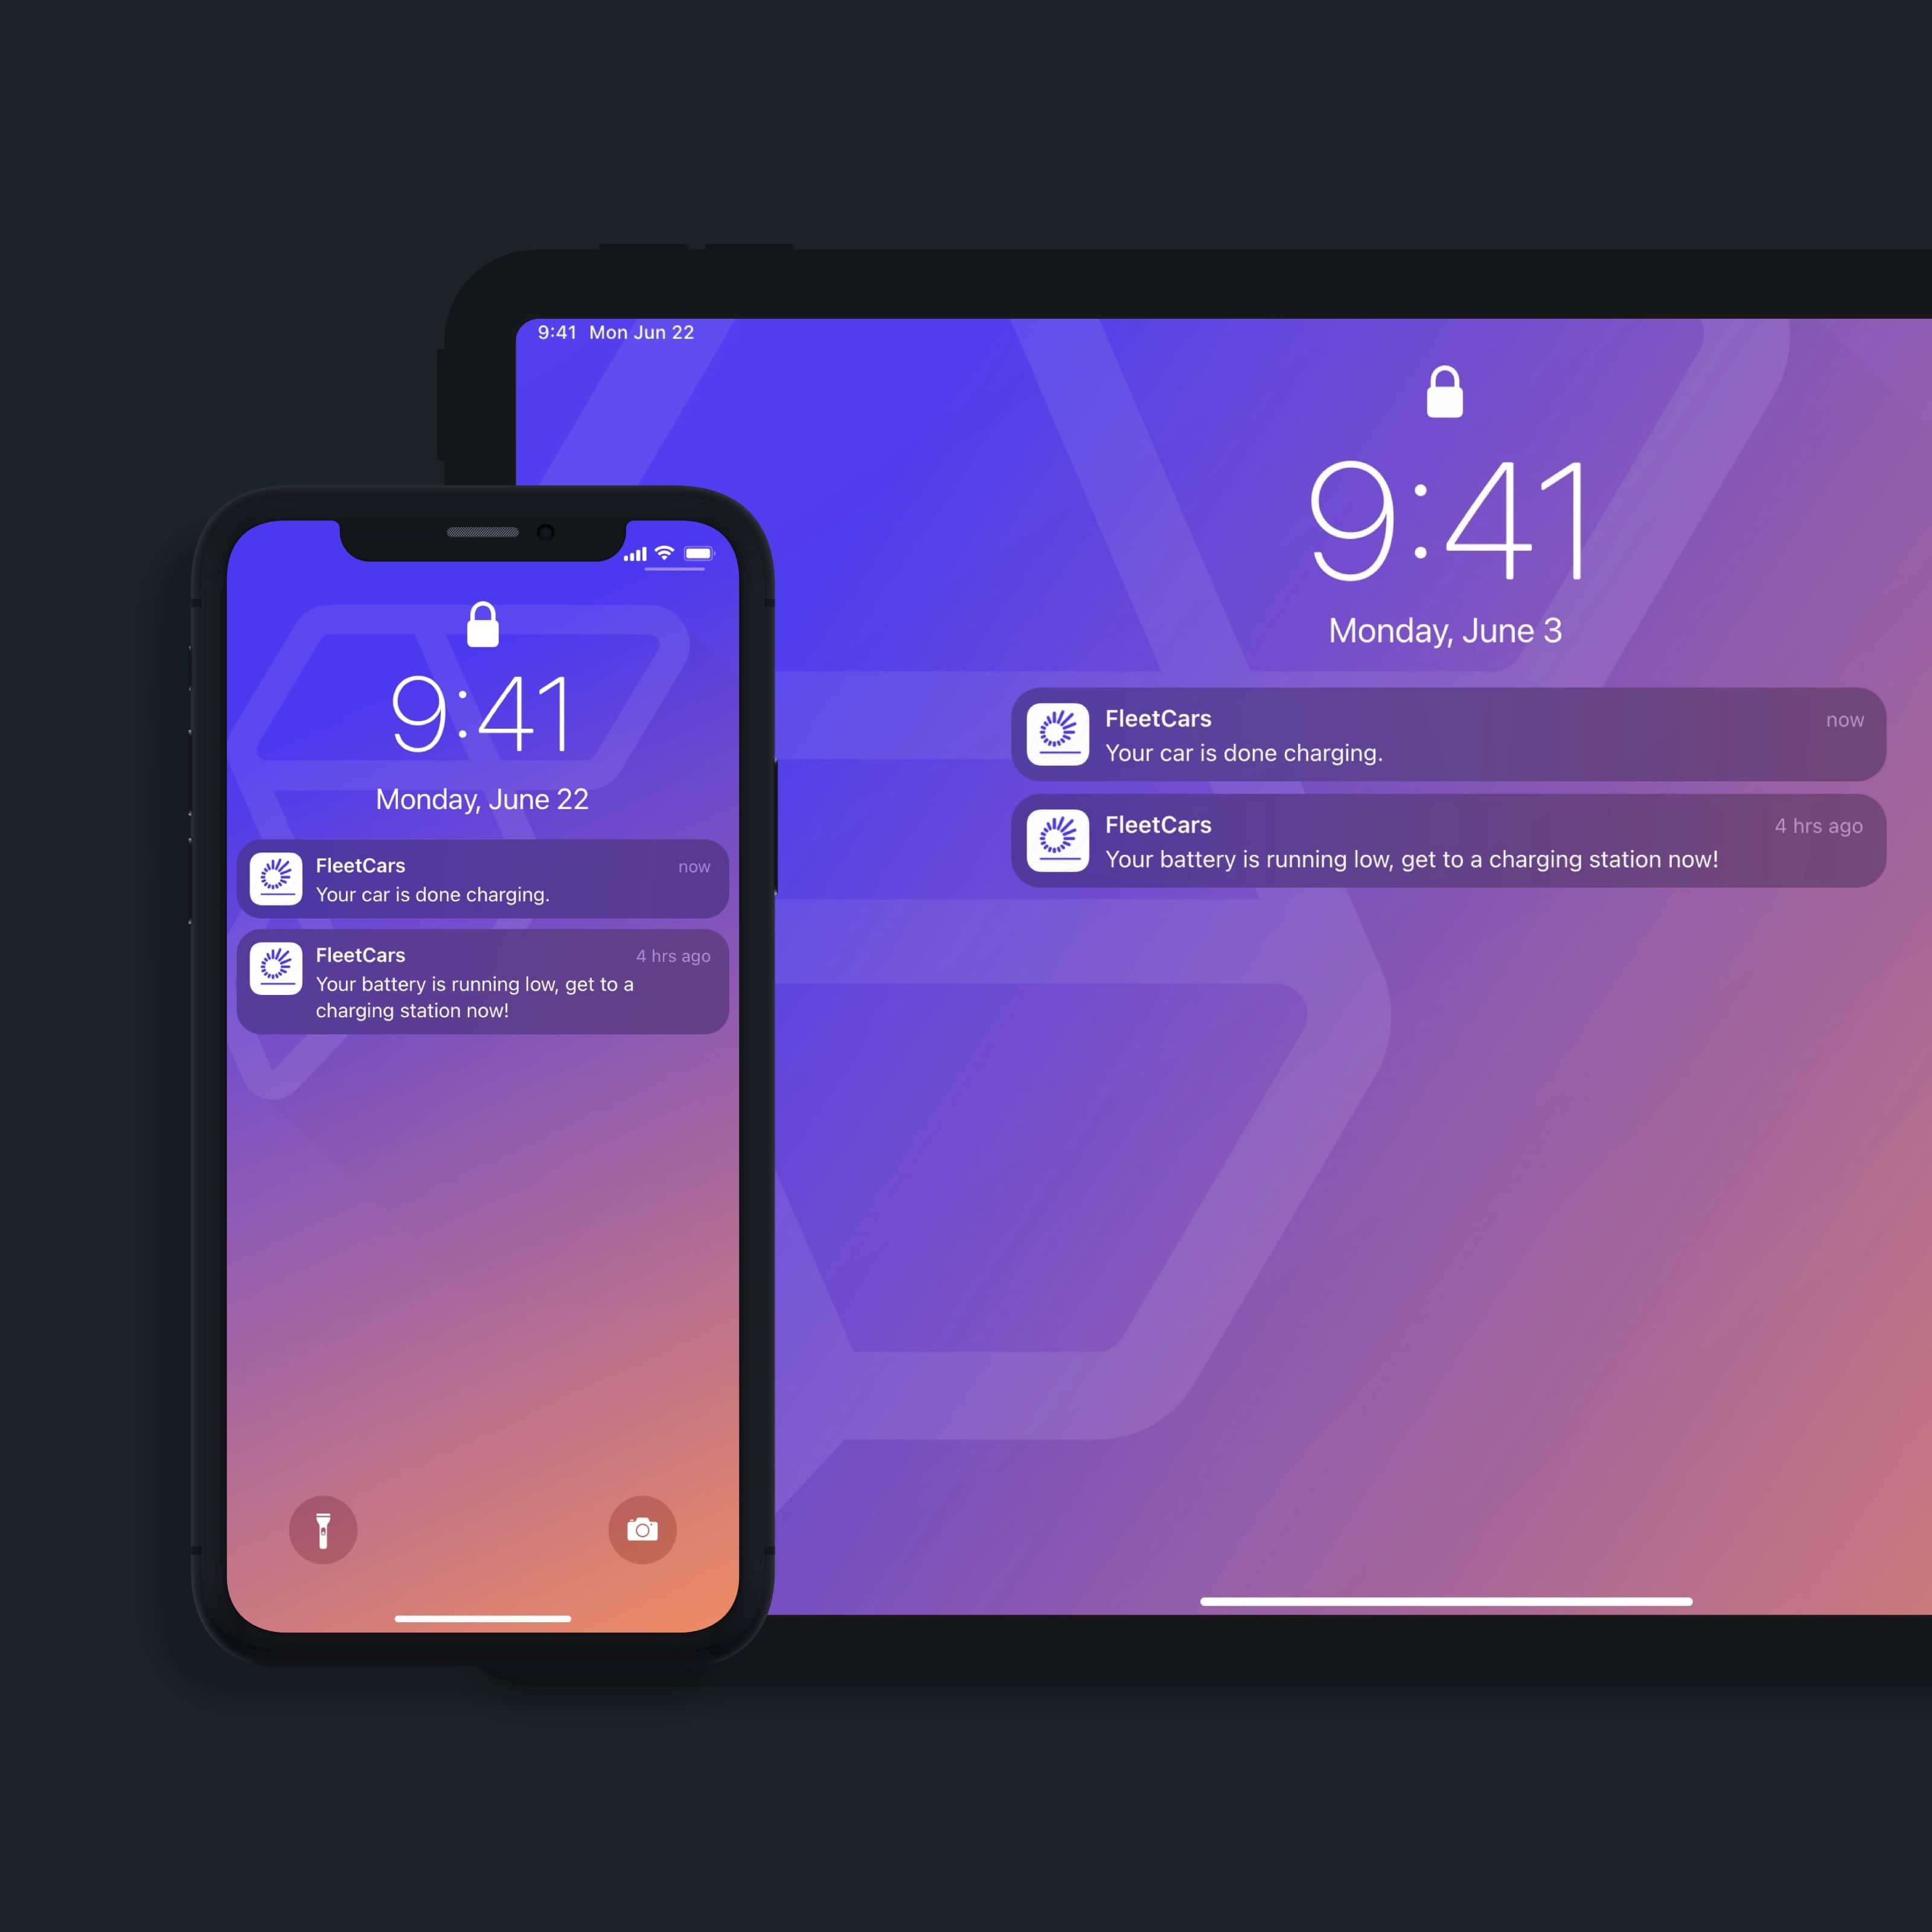 9:41 Mon Jun 22
9:41
Monday, June 3
FleetCars
now
Your car is done charging.
FleetCars
4 hrs ago
Your battery is running low, get to a charging station now!
9:41
Monday, June 22
FleetCars
now
Your car is done charging.
FleetCars
4 hrs ago
Your battery is running low, get to a
charging station now!